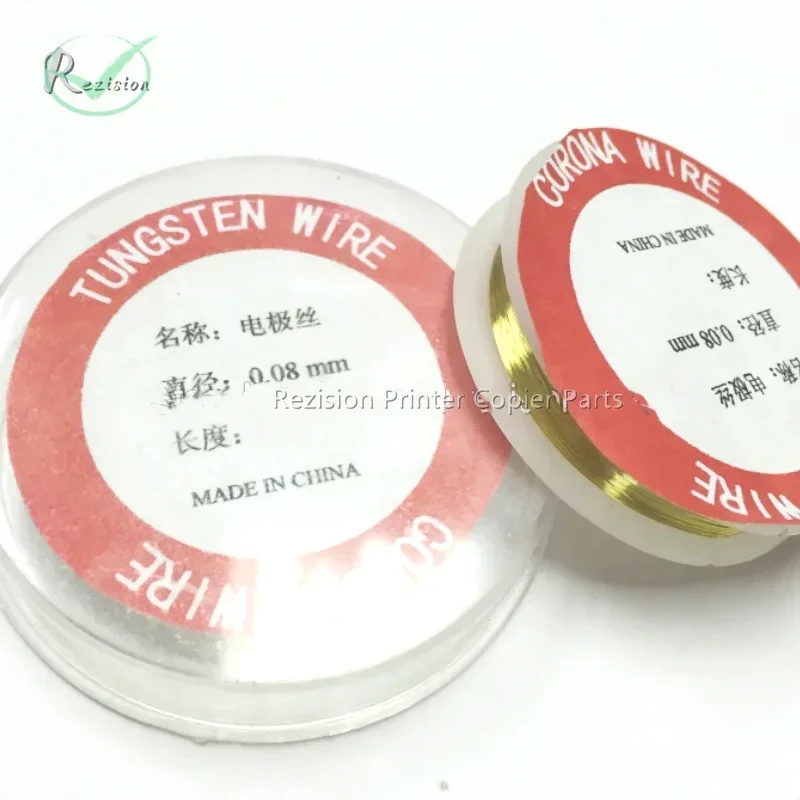 Rezision
TUNGSTEN WIRE
名称：电极丝
直径：0.08 mm
长度：
MADE IN CHINA
WIRE
CORONA WIRE
MADE IN CHINA
长度：
直径：0.08 mm
称：电极丝
WIRE
Rezision Printer Copier Parts